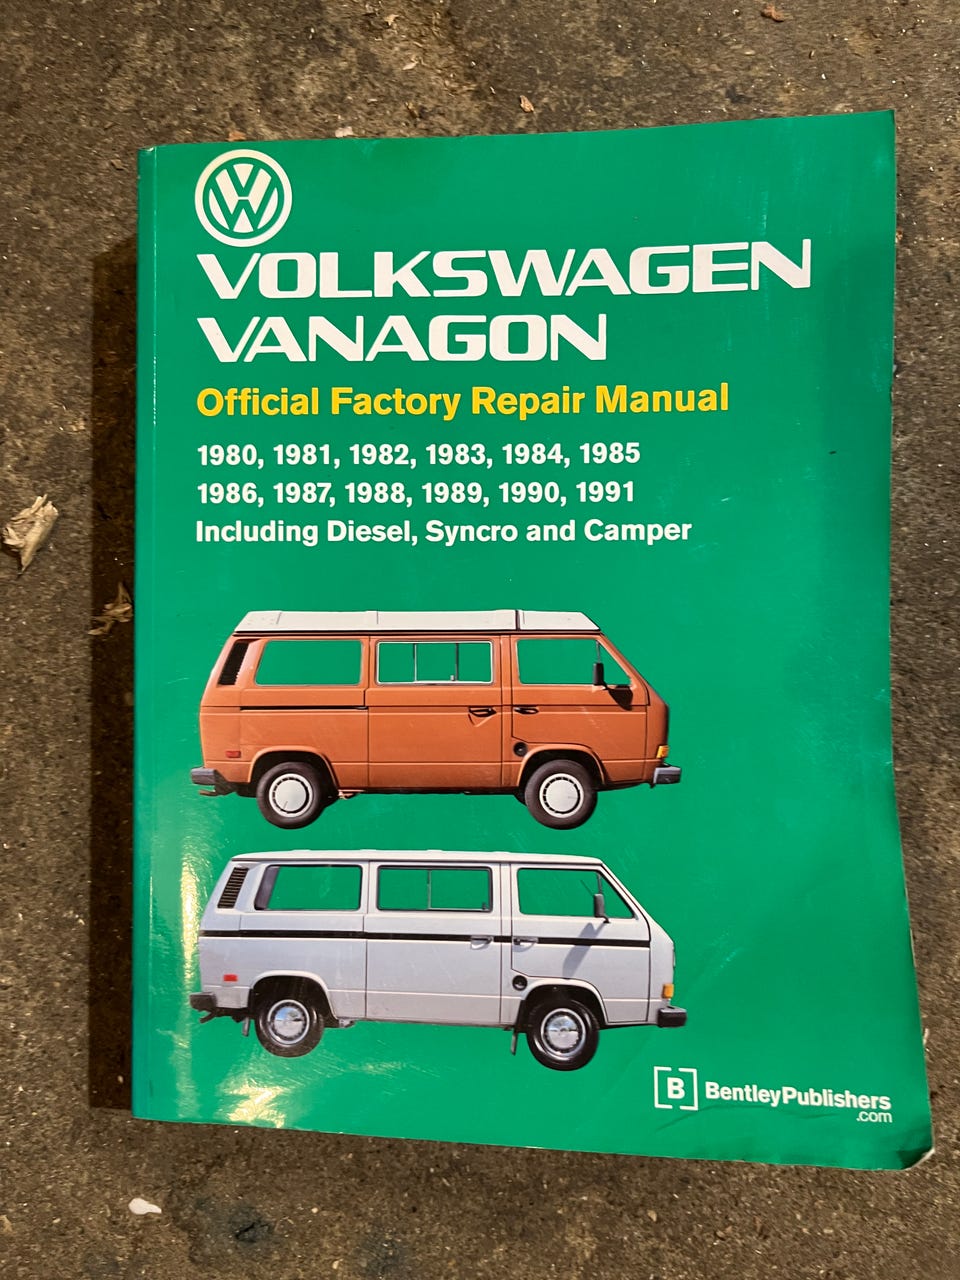 VOLKSWAGEN
VANAGON
Official Factory Repair Manual
1980, 1981, 1982, 1983, 1984, 1985
1986, 1987, 1988, 1989, 1990, 1991
Including Diesel, Syncro and Camper
B BentleyPublishers
.com